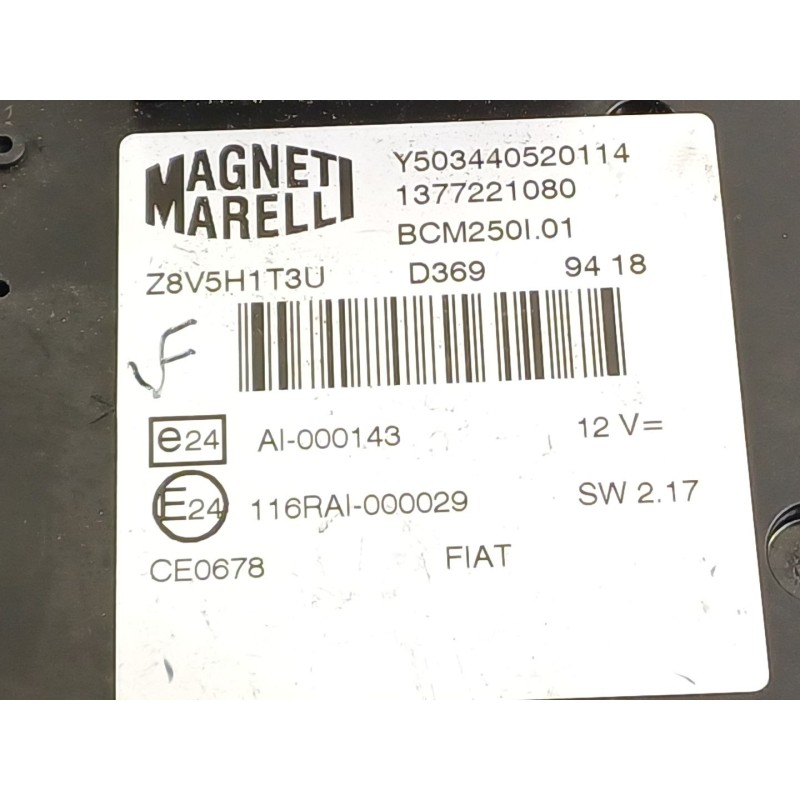 MAGNETI
MARELLI
Y503440520114
1377221080
BCM250I.01
Z8V5H1T3U D369 94 18
F
e24 AI-000143 12 V=
E24 116RAI-000029 SW 2.17
CE0678 FIAT